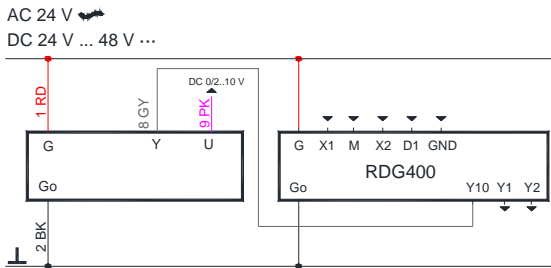 AC 24 V
DC 24 V ... 48 V
DC 0/2..10 V
1 RD
8 GY
9 PK
G Y U
Go
2 BK
G X1 M X2 D1 GND
RDG400
Go Y10 Y1 Y2